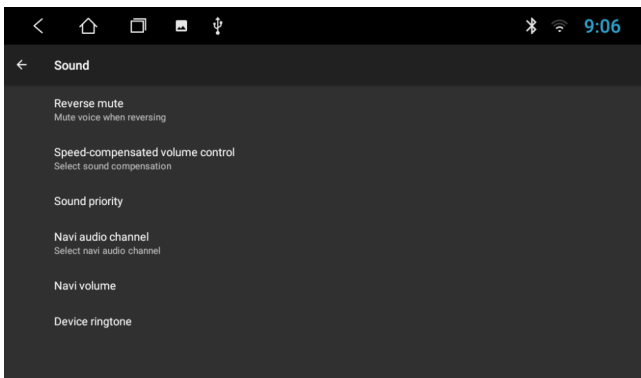 9:06
Sound
Reverse mute
Mute voice when reversing
Speed-compensated volume control
Select sound compensation
Sound priority
Navi audio channel
Select navi audio channel
Navi volume
Device ringtone